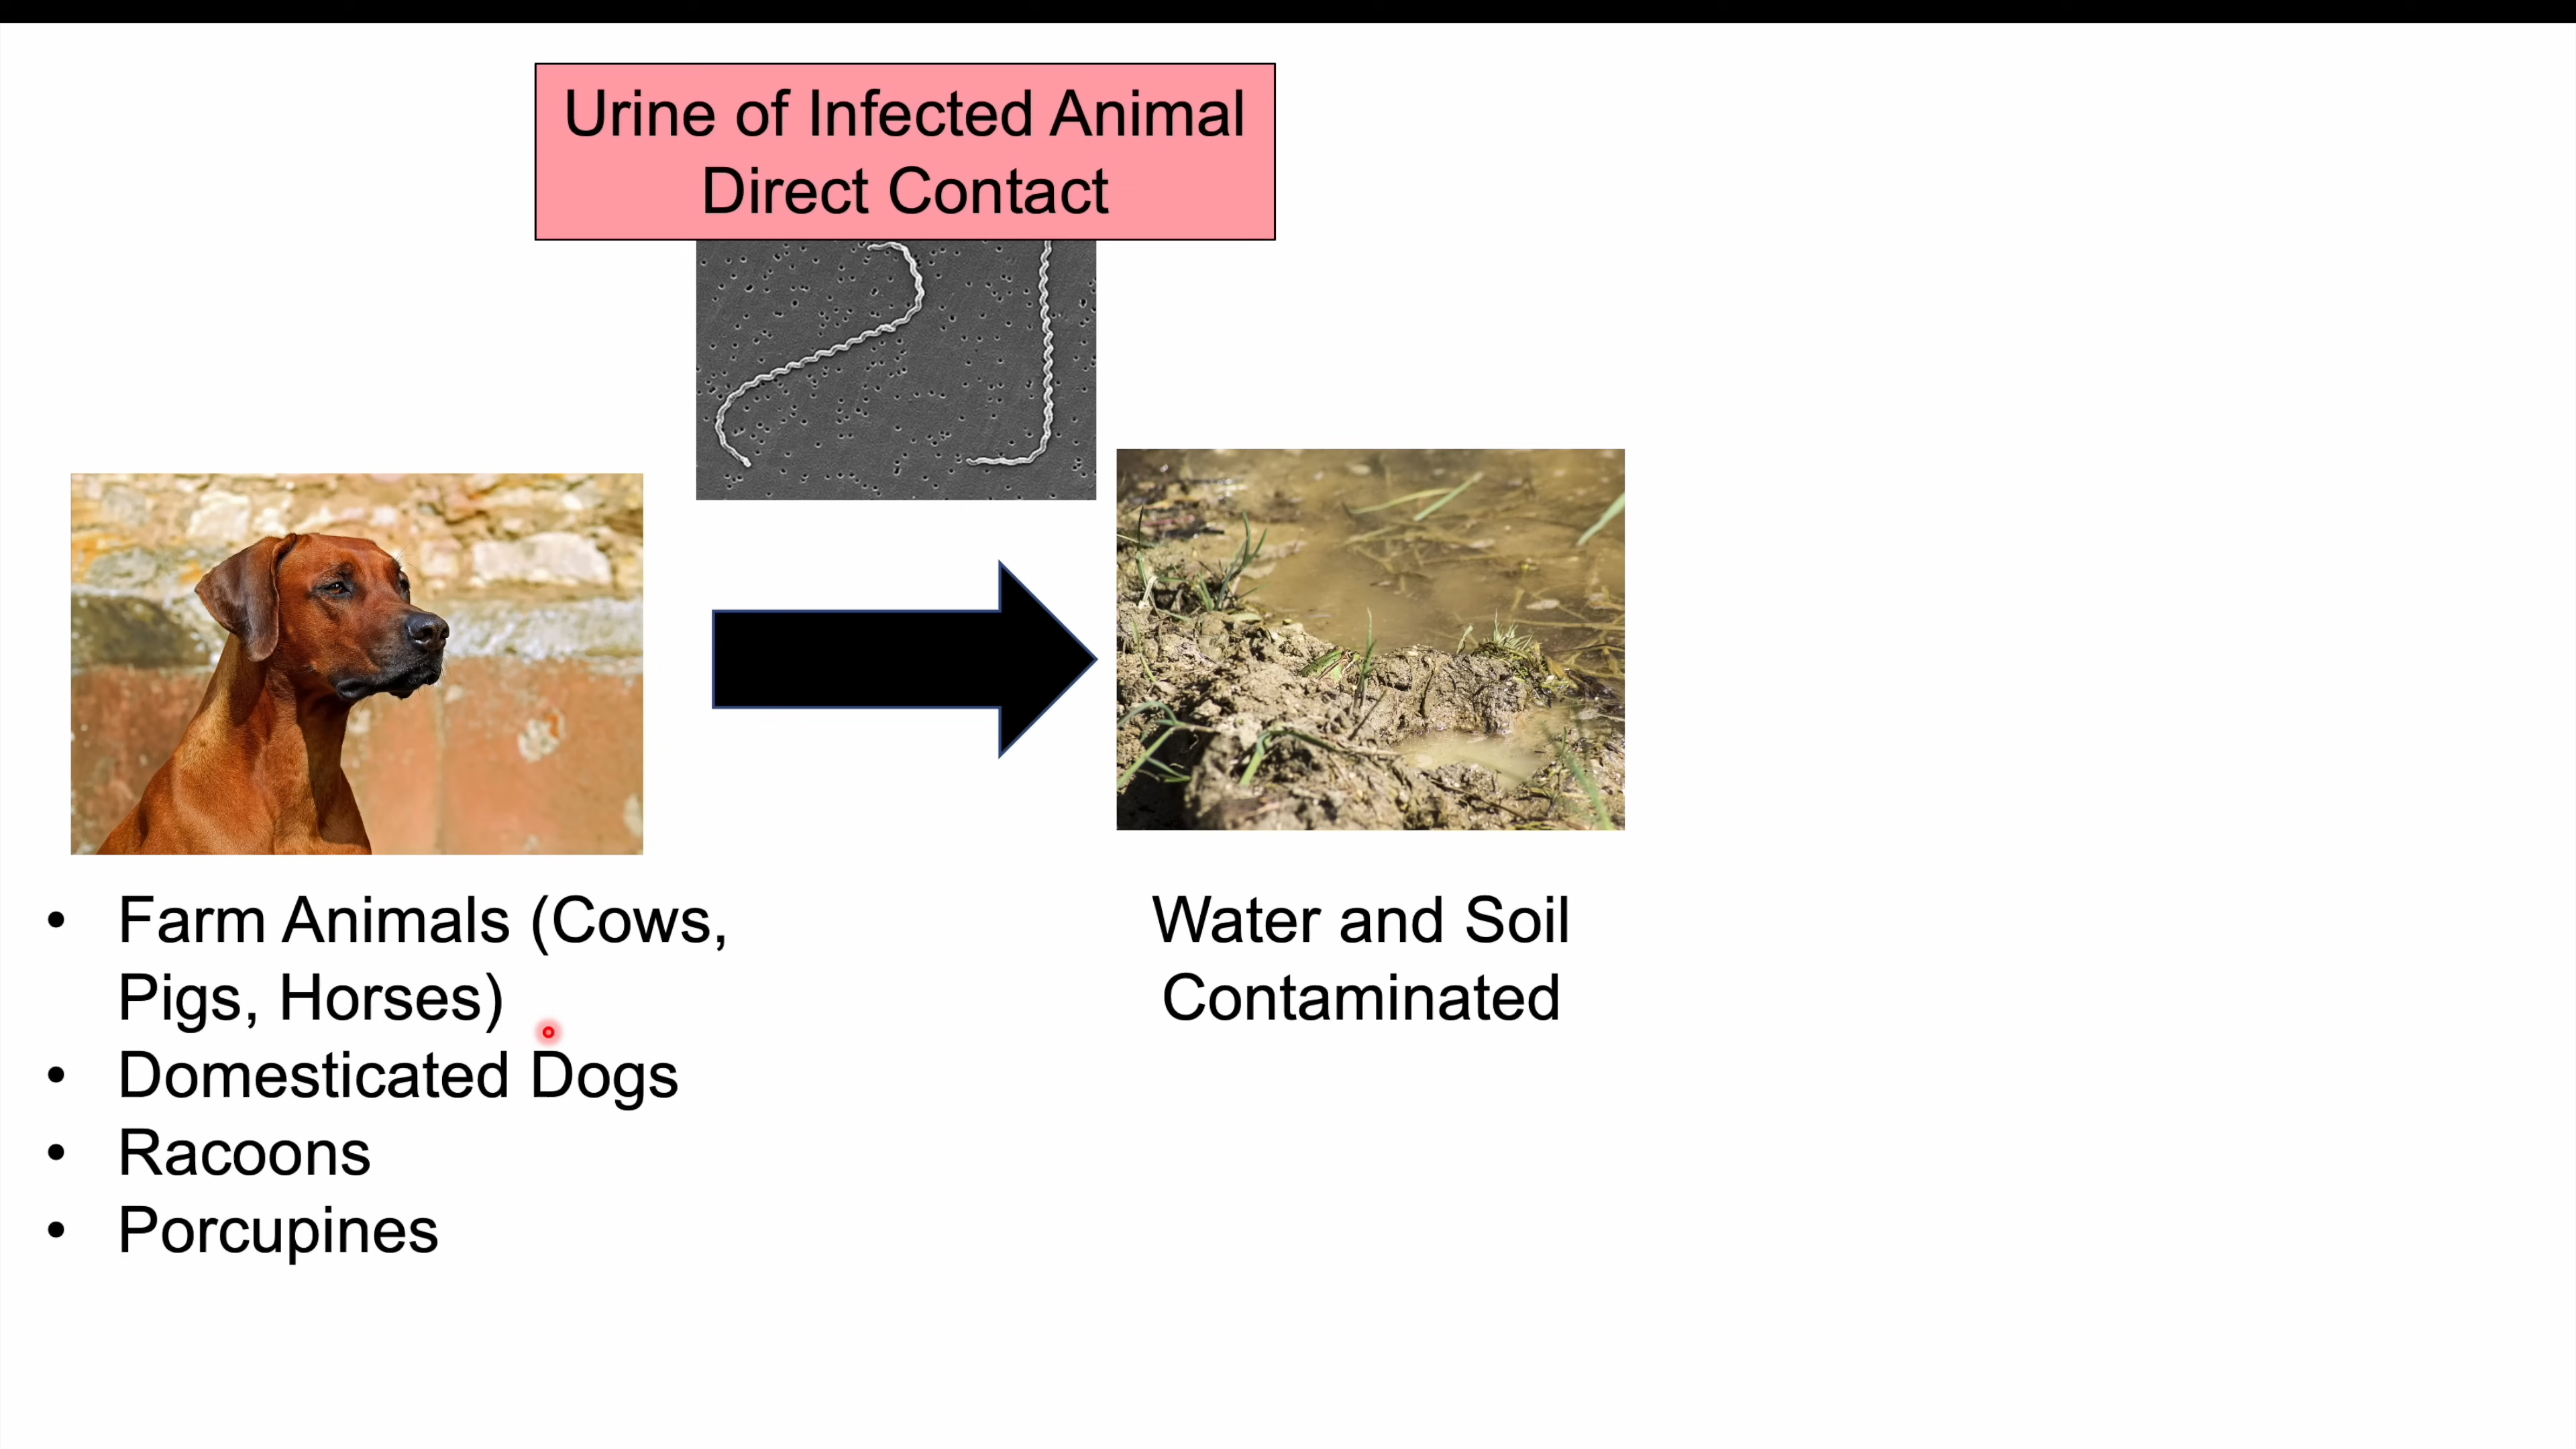 Urine of Infected Animal
Direct Contact
• Farm Animals (Cows,
Pigs, Horses)
• Domesticated Dogs
• Racoons
• Porcupines
Water and Soil
Contaminated